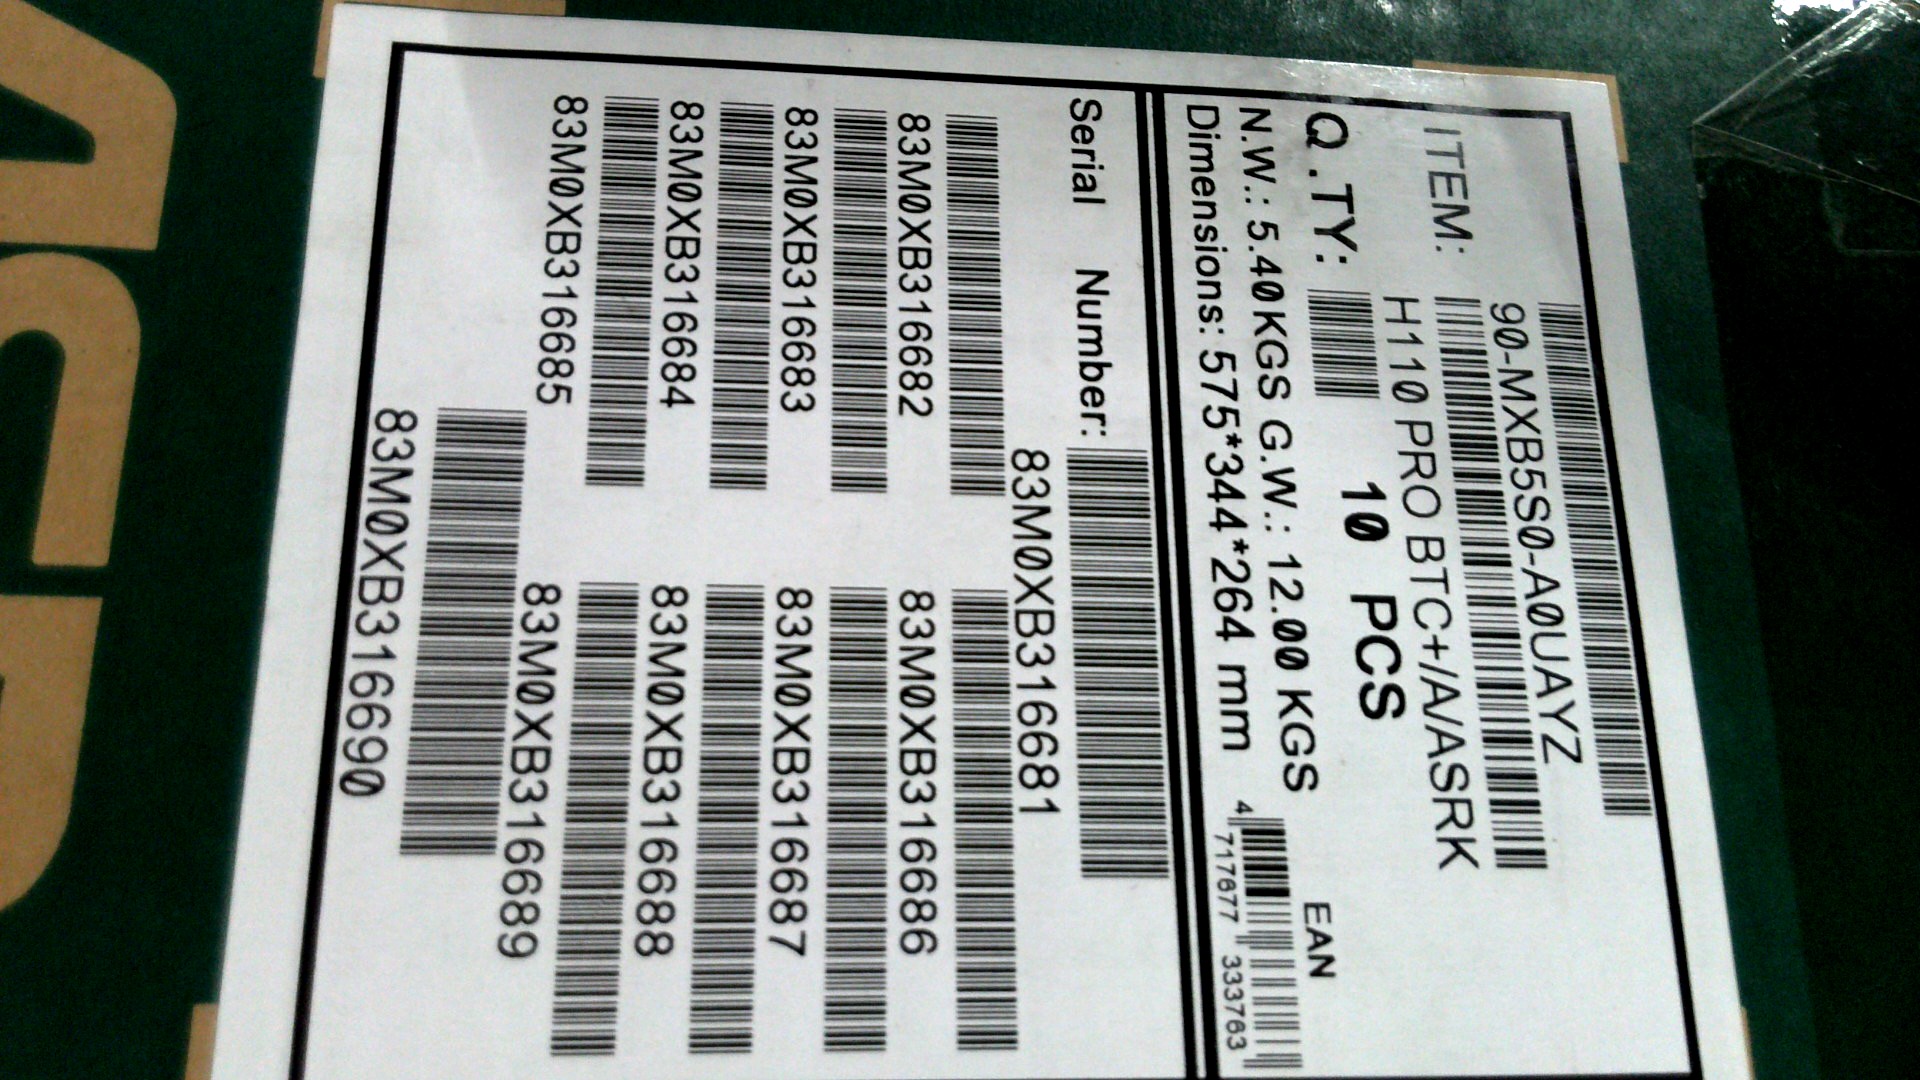 90-MXB5S0-A0UAYZ
ITEM:
H110 PRO BTC+/A/ASRK
Q.TY: 10 PCS
N.W.: 5.40KGS G.W.: 12.00 KGS
EAN
Dimensions: 575*344*264 mm
4 717677 333763
Serial Number:
83M0XB316681
83M0XB316682 83M0XB316686
83M0XB316683 83M0XB316687
83M0XB316684 83M0XB316688
83M0XB316685 83M0XB316689
83M0XB316690